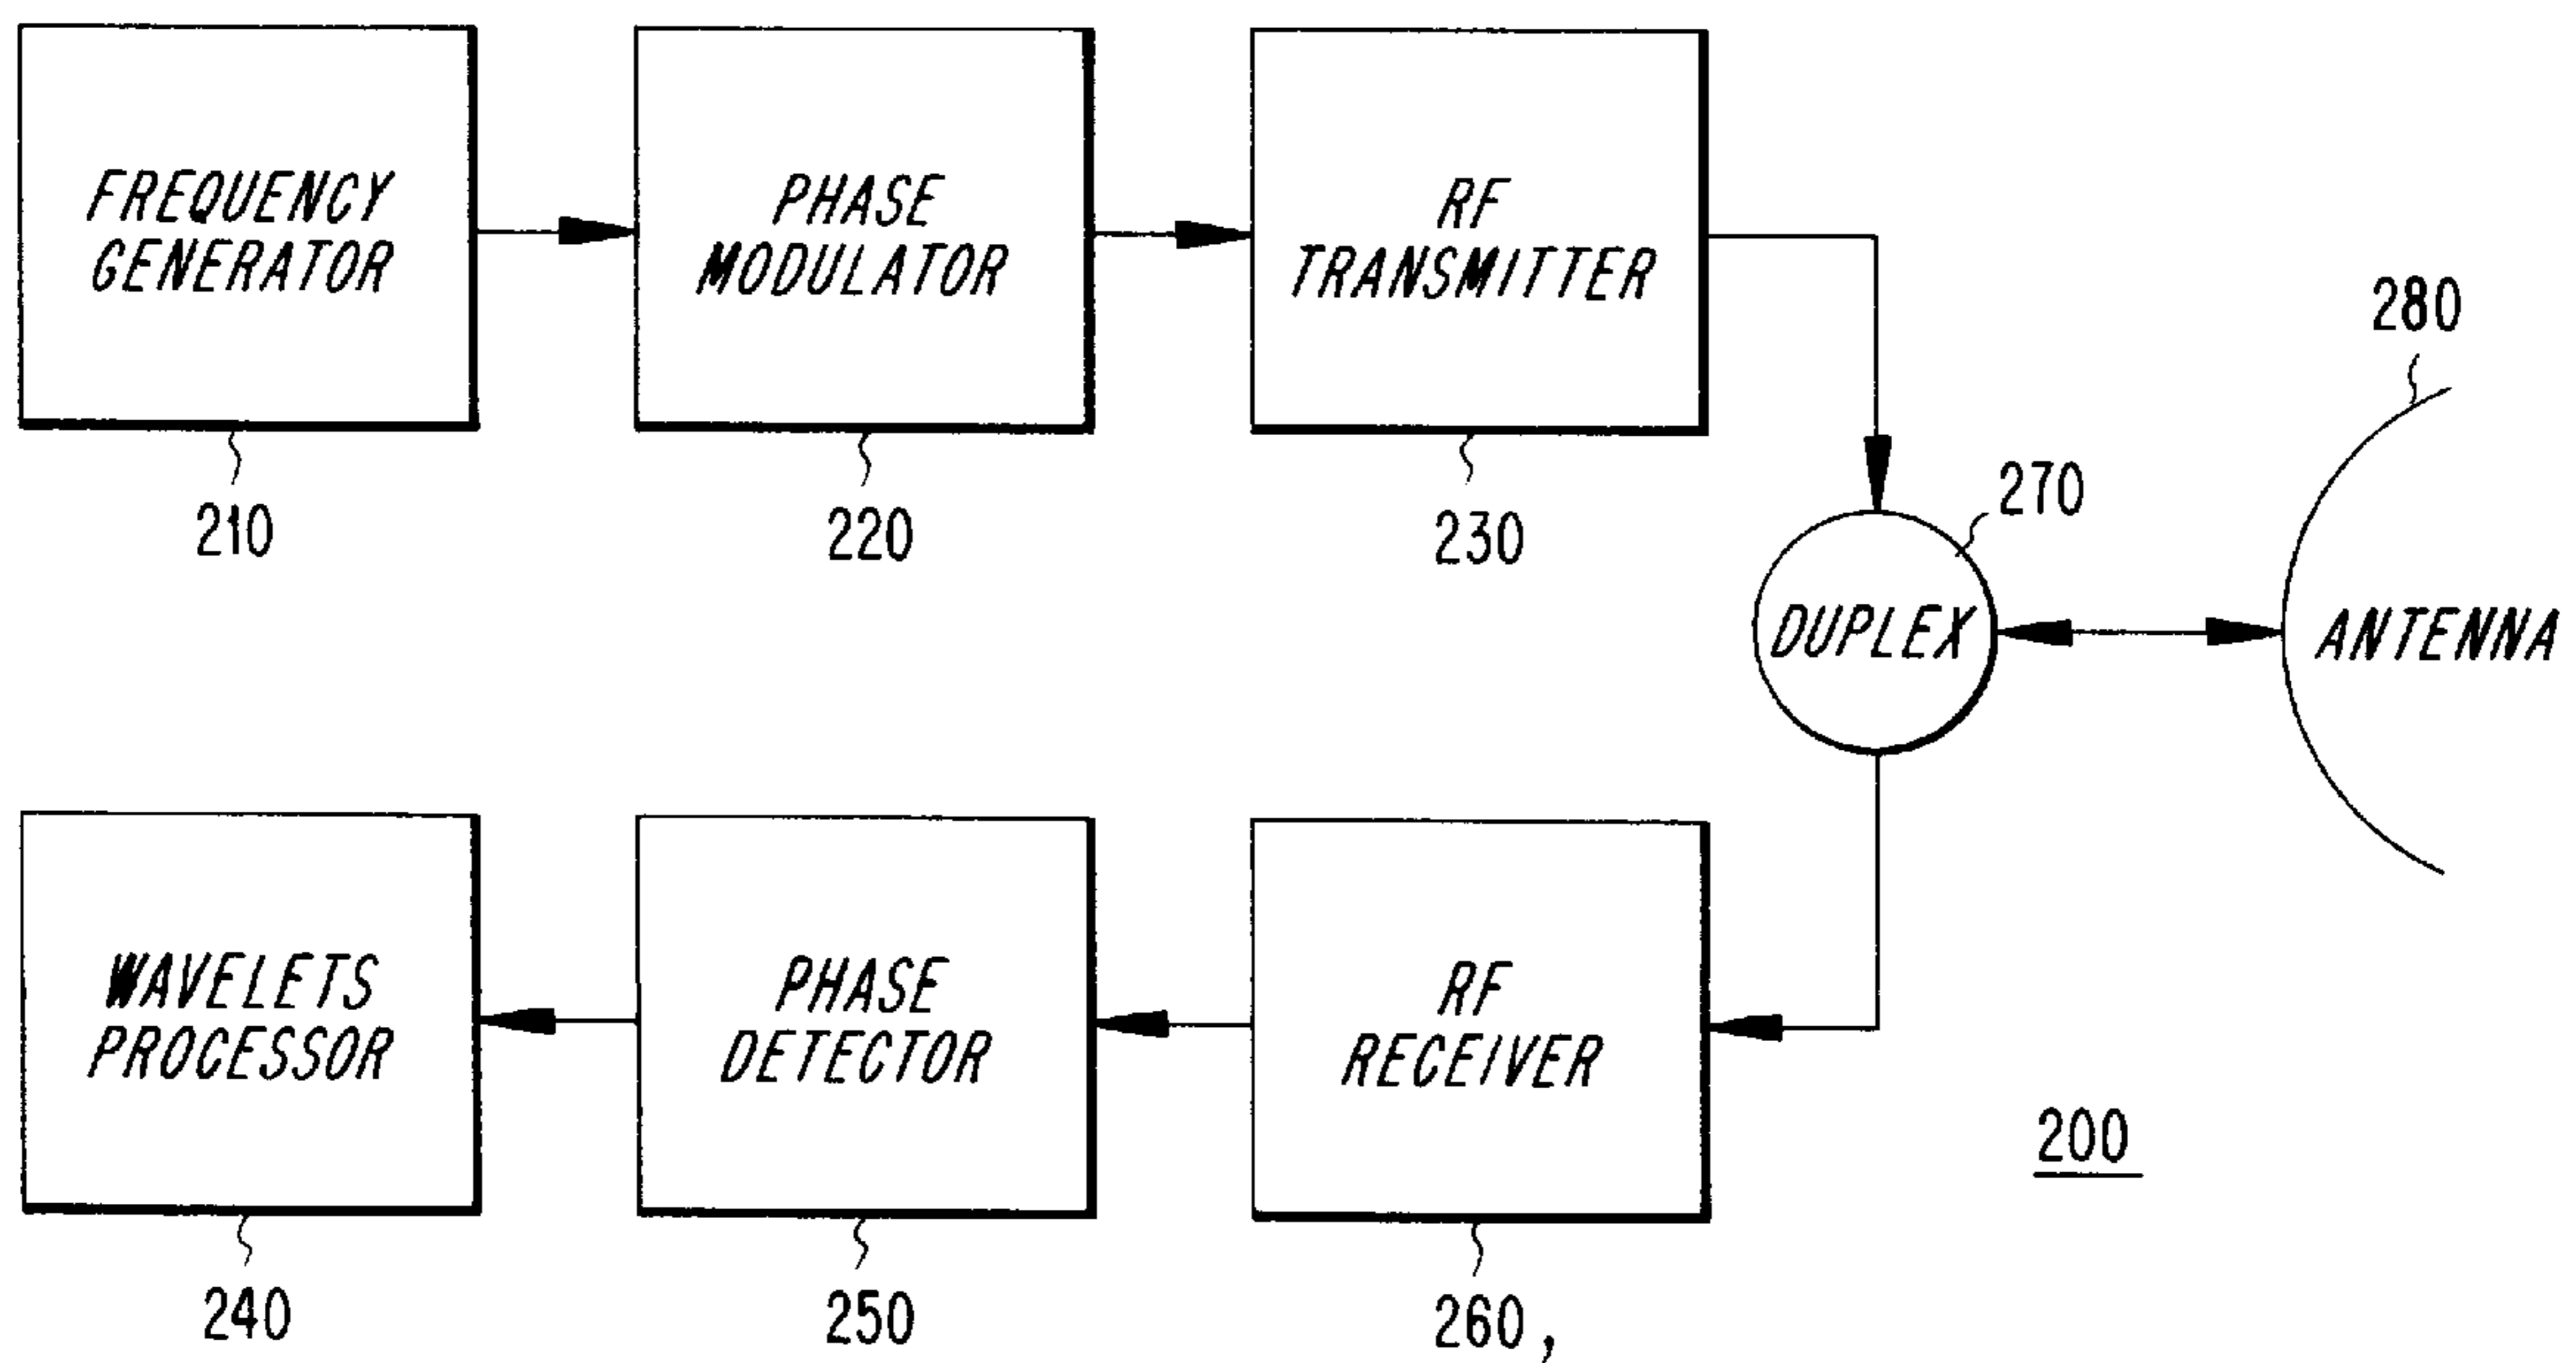 FREQUENCY
GENERATOR
210
PHASE
MODULATOR
220
RF
TRANSMITTER
230
280
270
DUPLEX
ANTENNA
WAVELETS
PROCESSOR
240
PHASE
DETECTOR
250
RF
RECEIVER
260,
200